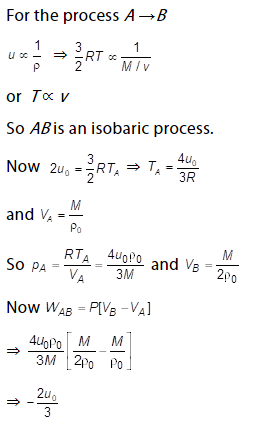 For the process A → B
u ∝ 1/ρ ⇒ 3/2 RT ∝ 1/(M / v)
or T ∝ v
So AB is an isobaric process.
Now 2u₀ = 3/2 RT_A ⇒ T_A = 4u₀/3R
and V_A = M/ρ₀
So p_A = RT_A/V_A = 4u₀ρ₀/3M and V_B = M/2ρ₀
Now W_AB = P[V_B − V_A]
⇒ 4u₀ρ₀/3M [M/2ρ₀ − M/ρ₀]
⇒ − 2u₀/3